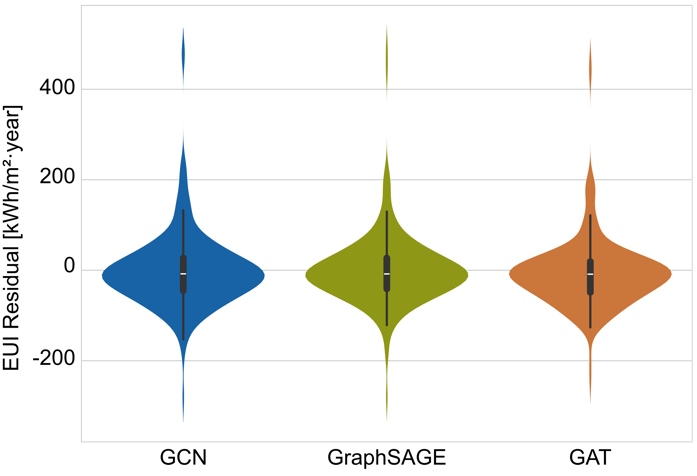 EUI Residual [kWh/m²·year]
400
200
0
-200
GCN GraphSAGE GAT